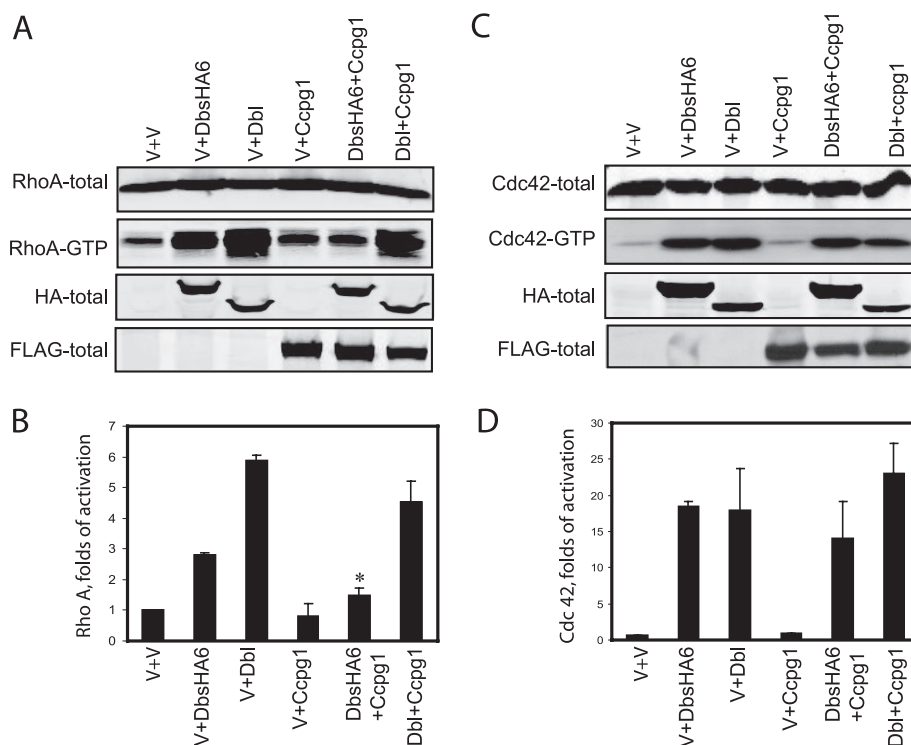 A
V+V
V+DbsHA6
V+Dbl
V+Ccpg1
DbsHA6+Ccpg1
Dbl+Ccpg1
RhoA-total
RhoA-GTP
HA-total
FLAG-total
B
Rho A, folds of activation
7
6
5
4
3
2
1
0
*
V+V
V+DbsHA6
V+Dbl
V+Ccpg1
DbsHA6
+Ccpg1
Dbl+Ccpg1
C
V+V
V+DbsHA6
V+Dbl
V+Ccpg1
DbsHA6+Ccpg1
Dbl+ccpg1
Cdc42-total
Cdc42-GTP
HA-total
FLAG-total
D
Cdc 42, folds of activation
30
25
20
15
10
5
0
V+V
V+DbsHA6
V+Dbl
V+Ccpg1
DbsHA6
+Ccpg1
Dbl+Ccpg1